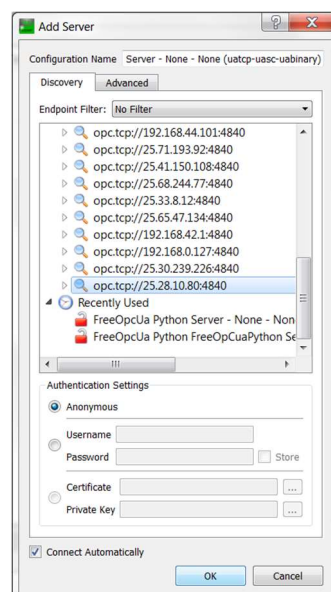 Add Server
Configuration Name Server - None - None (uatcp-uasc-uabinary)
Discovery Advanced
Endpoint Filter: No Filter
opc.tcp://192.168.44.101:4840
opc.tcp://25.71.193.92:4840
opc.tcp://25.41.150.108:4840
opc.tcp://25.68.244.77:4840
opc.tcp://25.33.8.12:4840
opc.tcp://25.65.47.134:4840
opc.tcp://192.168.42.1:4840
opc.tcp://192.168.0.127:4840
opc.tcp://25.30.239.226:4840
opc.tcp://25.28.10.80:4840
Recently Used
FreeOpcUa Python Server - None - Non
FreeOpcUa Python FreeOpCuaPython Se
Authentication Settings
Anonymous
Username
Password Store
Certificate ...
Private Key ...
Connect Automatically
OK Cancel